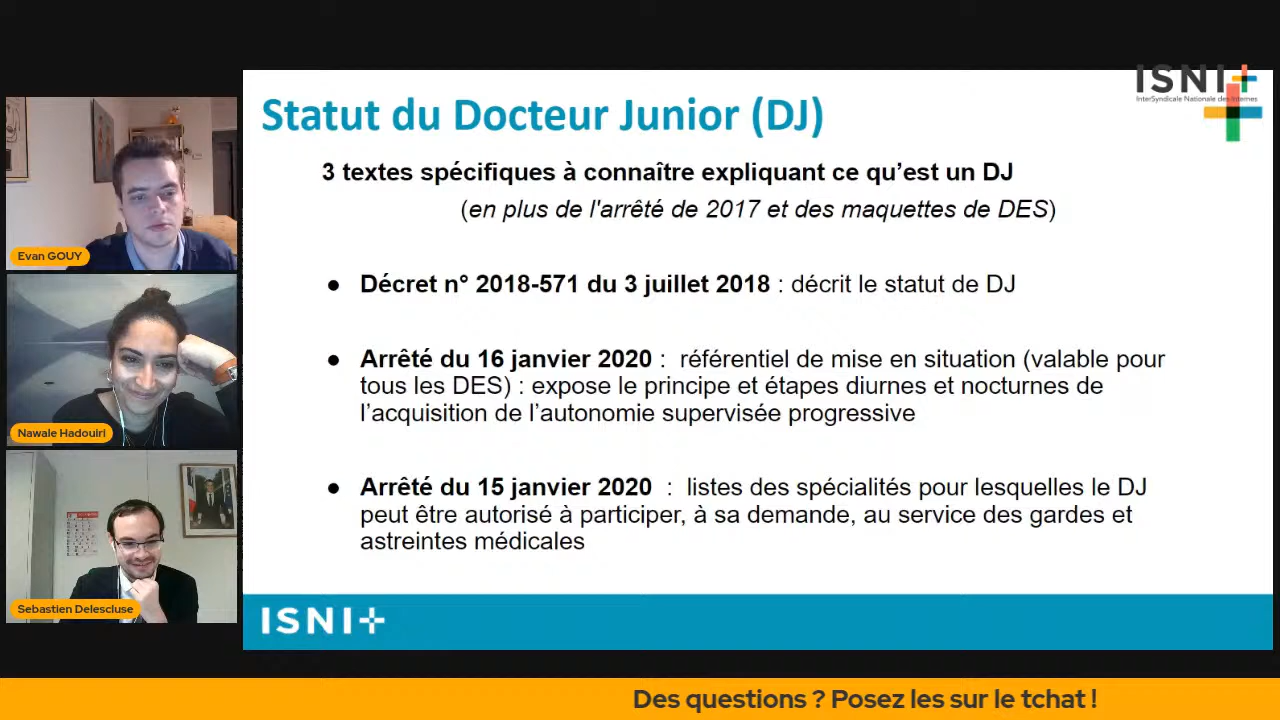 ISNI
InterSyndicale Nationale des Internes
Statut du Docteur Junior (DJ)
3 textes spécifiques à connaître expliquant ce qu’est un DJ
(en plus de l'arrêté de 2017 et des maquettes de DES)
Evan GOUY
● Décret n° 2018-571 du 3 juillet 2018 : décrit le statut de DJ
● Arrêté du 16 janvier 2020 : référentiel de mise en situation (valable pour
tous les DES) : expose le principe et étapes diurnes et nocturnes de
l’acquisition de l’autonomie supervisée progressive
Nawale Hadouiri
● Arrêté du 15 janvier 2020 : listes des spécialités pour lesquelles le DJ
peut être autorisé à participer, à sa demande, au service des gardes et
astreintes médicales
Sebastien Delescluse
ISNI
Des questions ? Posez les sur le tchat !